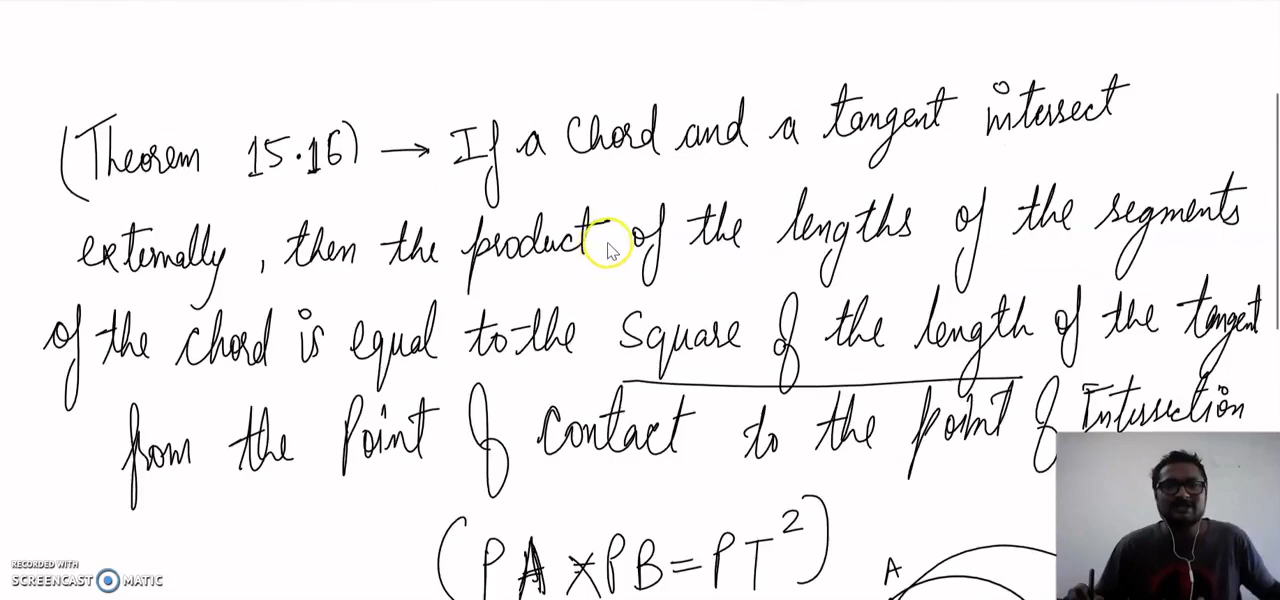 (Theorem 15.16) → If a chord and a tangent intersect
externally, then the product of the lengths of the segments
of the chord is equal to the square of the length of the tangent
from the point of contact to the point of Intersection
(PA × PB = PT²)
A
RECORDED WITH
SCREENCAST MATIC